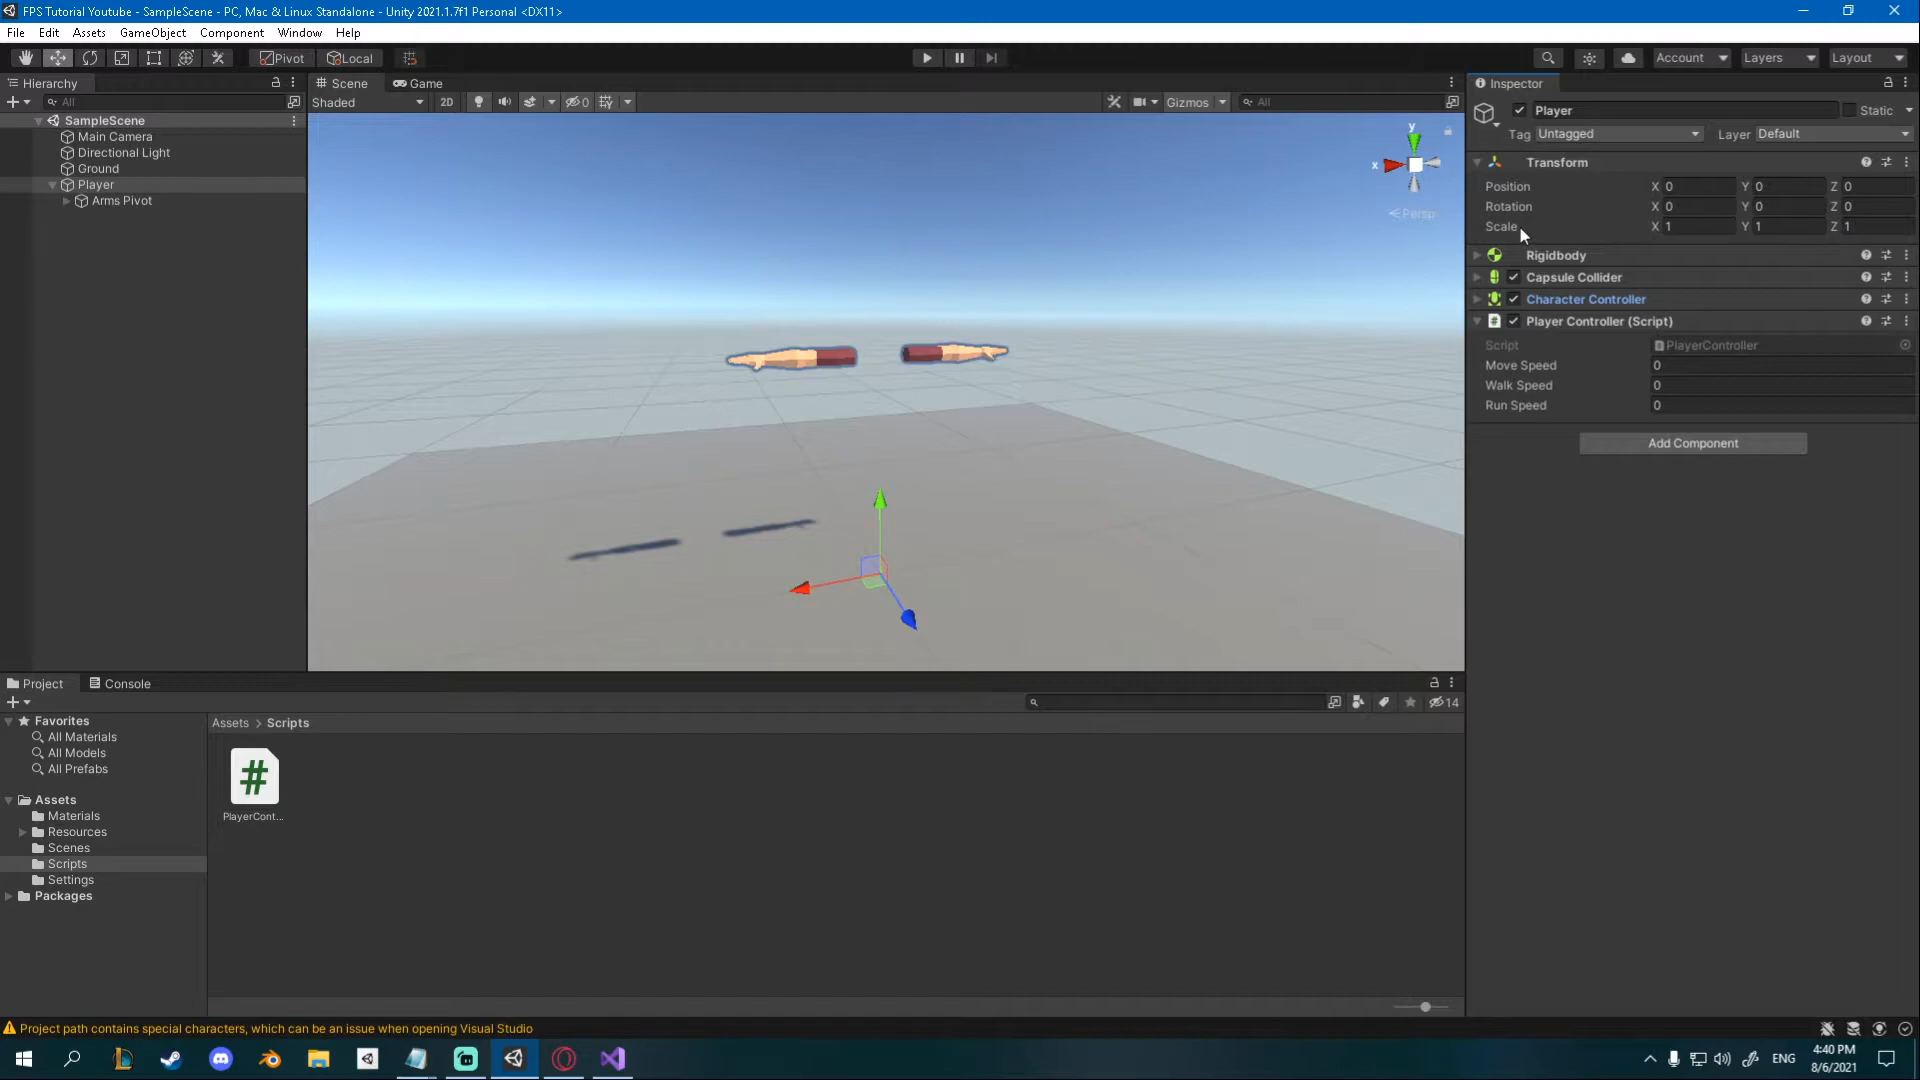 FPS Tutorial Youtube - SampleScene - PC, Mac & Linux Standalone - Unity 2021.1.7f1 Personal <DX11>
File Edit Assets GameObject Component Window Help
Pivot Local Account Layers Layout
Hierarchy
All
SampleScene
Main Camera
Directional Light
Ground
Player
Arms Pivot
Scene Game
Shaded 2D 0 Gizmos All
y
x
Persp
Inspector
Player Static
Tag Untagged Layer Default
Transform
Position X 0 Y 0 Z 0
Rotation X 0 Y 0 Z 0
Scale X 1 Y 1 Z 1
Rigidbody
Capsule Collider
Character Controller
# Player Controller (Script)
Script PlayerController
Move Speed 0
Walk Speed 0
Run Speed 0
Add Component
Project Console
14
Favorites
All Materials
All Models
All Prefabs
Assets
Materials
Resources
Scenes
Scripts
Settings
Packages
Assets > Scripts
#
PlayerCont...
Project path contains special characters, which can be an issue when opening Visual Studio
ENG
4:40 PM
8/6/2021